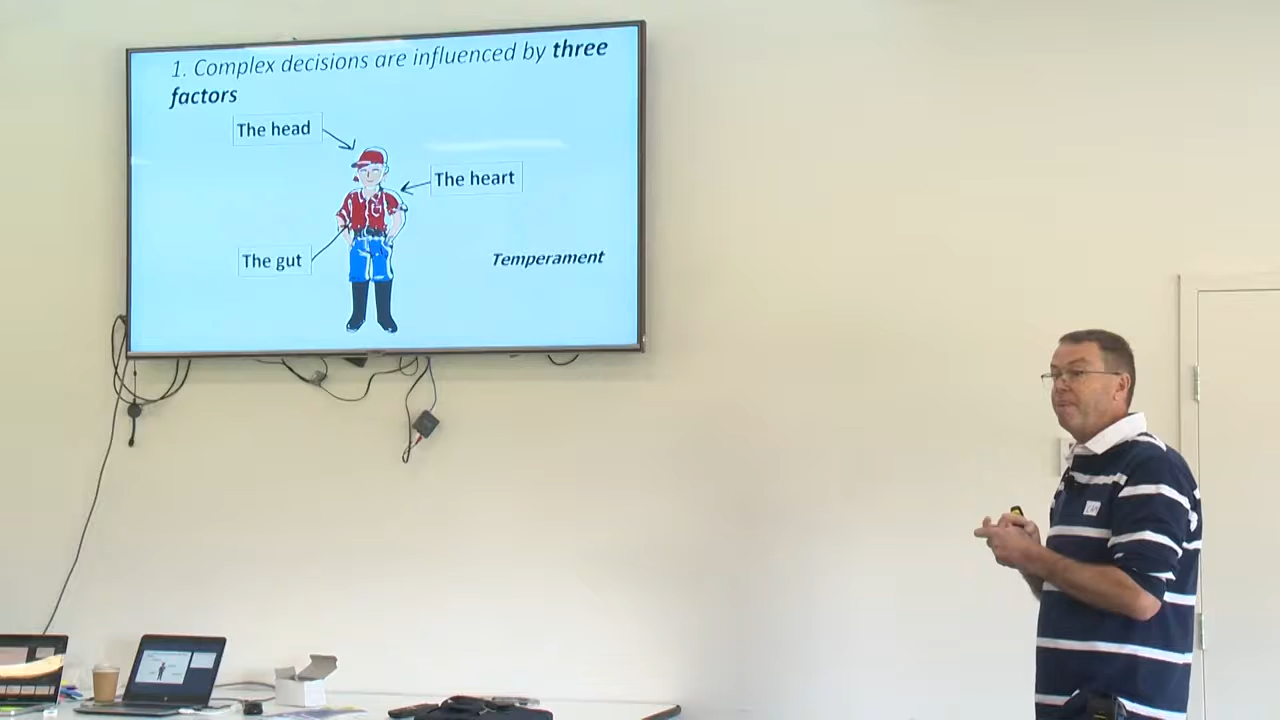 1. Complex decisions are influenced by three
factors
The head
The heart
The gut
Temperament